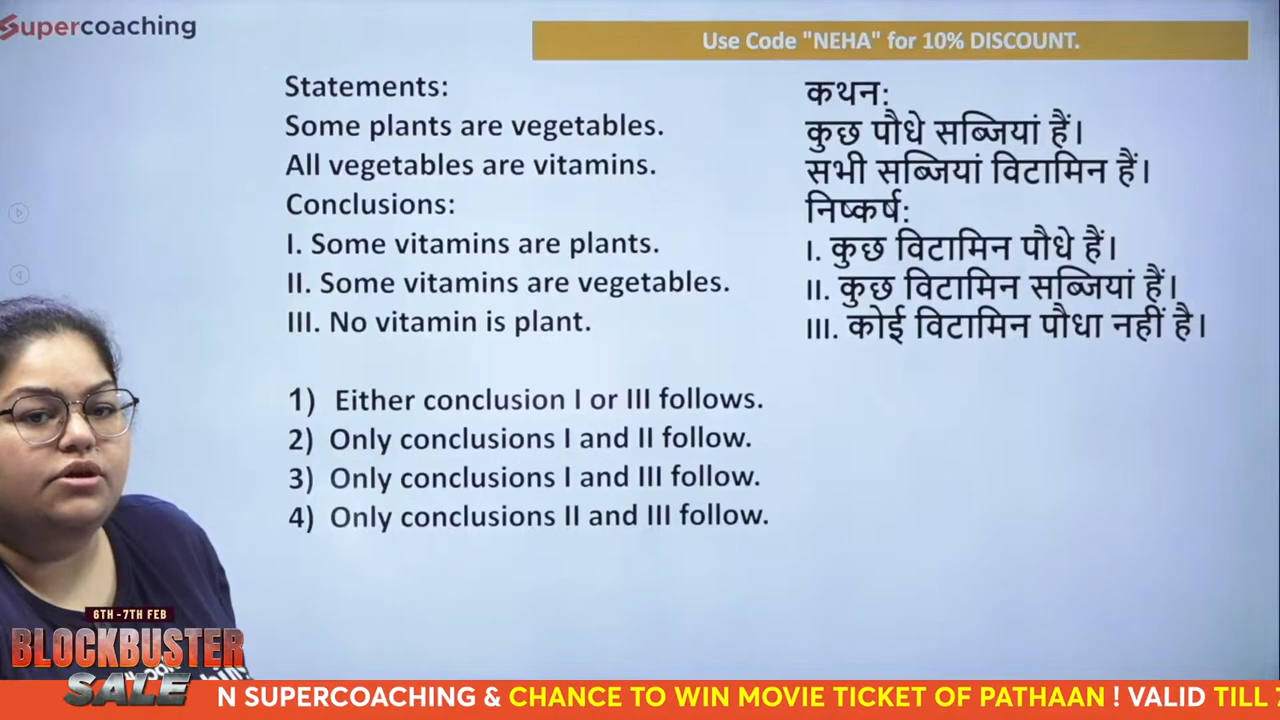 Supercoaching
Use Code "NEHA" for 10% DISCOUNT.
Statements:
Some plants are vegetables.
All vegetables are vitamins.
Conclusions:
I. Some vitamins are plants.
II. Some vitamins are vegetables.
III. No vitamin is plant.
1) Either conclusion I or III follows.
2) Only conclusions I and II follow.
3) Only conclusions I and III follow.
4) Only conclusions II and III follow.
कथन:
कुछ पौधे सब्जियां हैं।
सभी सब्जियां विटामिन हैं।
निष्कर्ष:
I. कुछ विटामिन पौधे हैं।
II. कुछ विटामिन सब्जियां हैं।
III. कोई विटामिन पौधा नहीं है।
6TH-7TH FEB
BLOCKBUSTER
SALE
N SUPERCOACHING & CHANCE TO WIN MOVIE TICKET OF PATHAAN ! VALID TILL